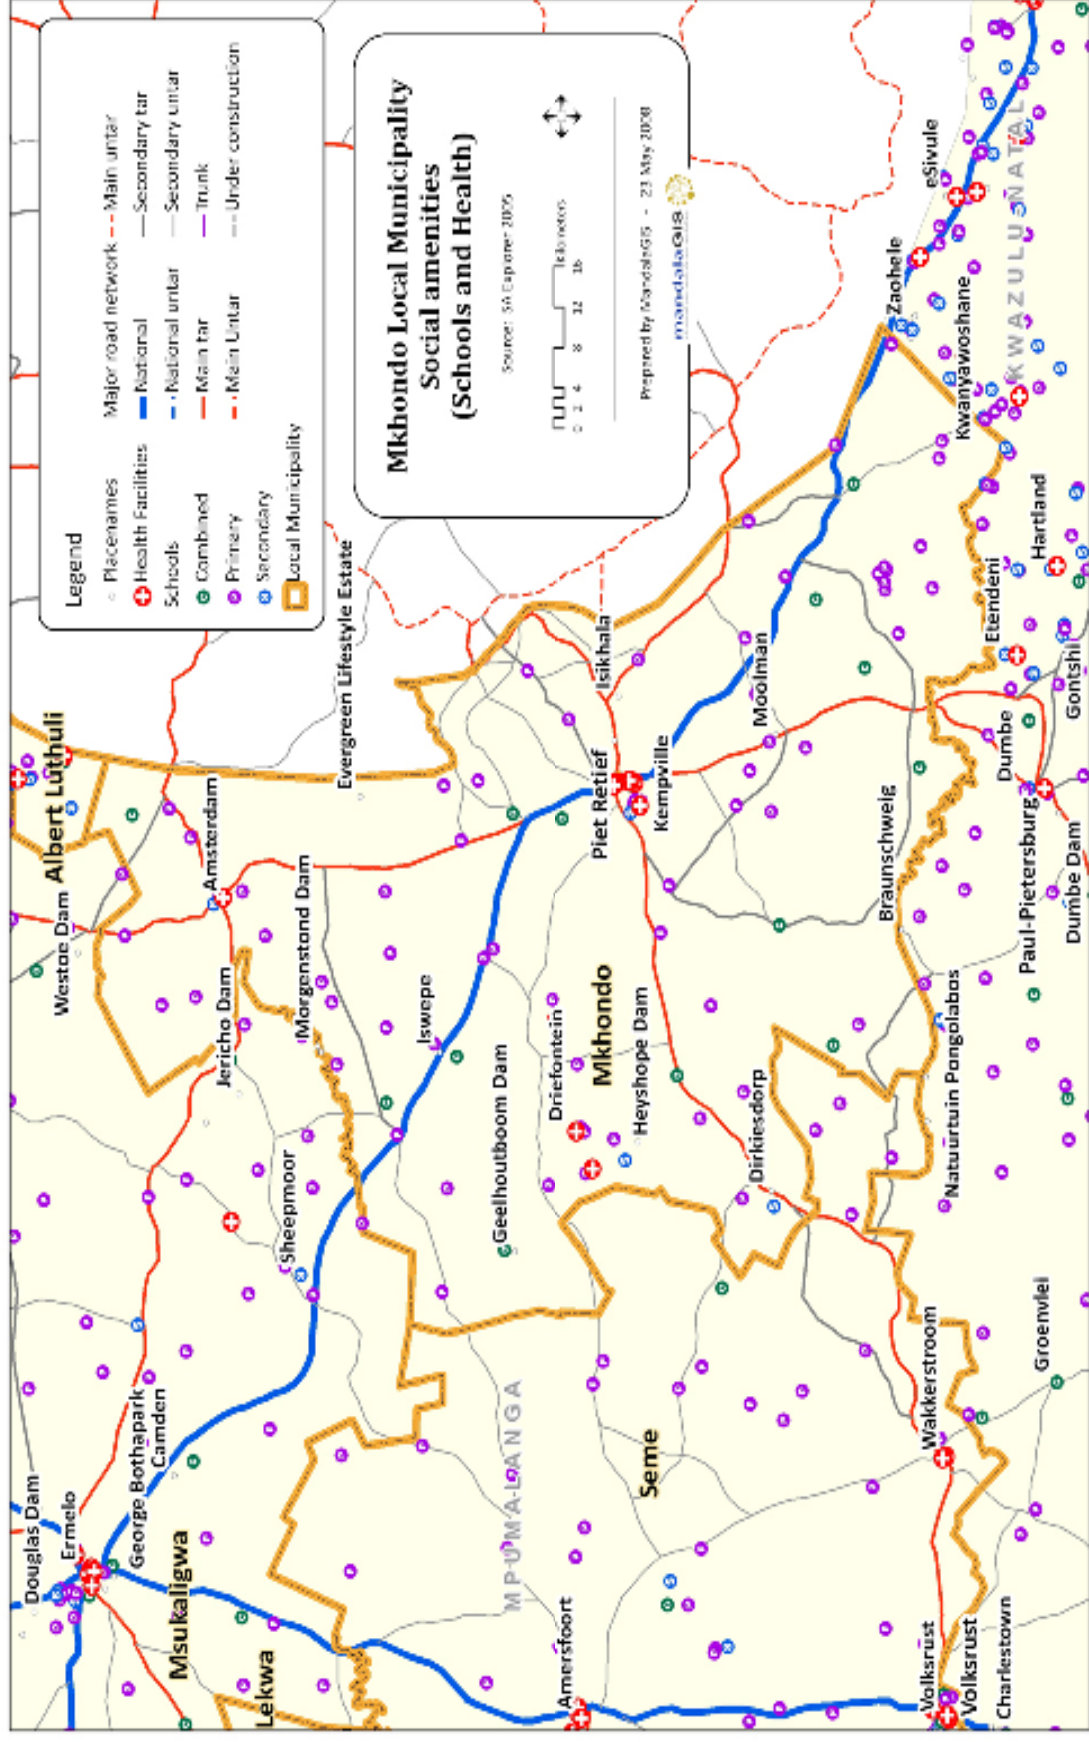 Legend
Placenames
Health Facilities
Schools
Combined
Primary
Secondary
Local Municipality
Major road network
National
National untar
Main tar
Main Untar
Main untar
Secondary tar
Secondary untar
Trunk
Under construction
Mkhondo Local Municipality
Social amenities
(Schools and Health)
Source: SA Explorer 2005
0 2 4 8 12 16 Kilometers
Prepared by MandalaGIS - 23 May 2008
mandalaGIS
Douglas Dam
Ermelo
George Bothapark
Camden
Msukaligwa
Lekwa
Westoe Dam
Albert Luthuli
Amsterdam
Jericho Dam
Morgenstond Dam
Sheepmoor
Evergreen Lifestyle Estate
Iswepe
Geelhoutboom Dam
MPUMALANGA
Driefontein
Mkhondo
Heyshope Dam
Piet Retief
Isikhala
Kempville
Amersfoort
Seme
Dirkiesdorp
Moolman
Braunschweig
Zaohele
eSivule
Kwanyawoshane
KWAZULU-NATAL
Wakkerstroom
Natuurtuin Pongolabos
Etendeni
Hartland
Dumbe
Gontshi
Paul-Pietersburg
Dumbe Dam
Groenvlei
Volksrust
Volksrust
Charlestown